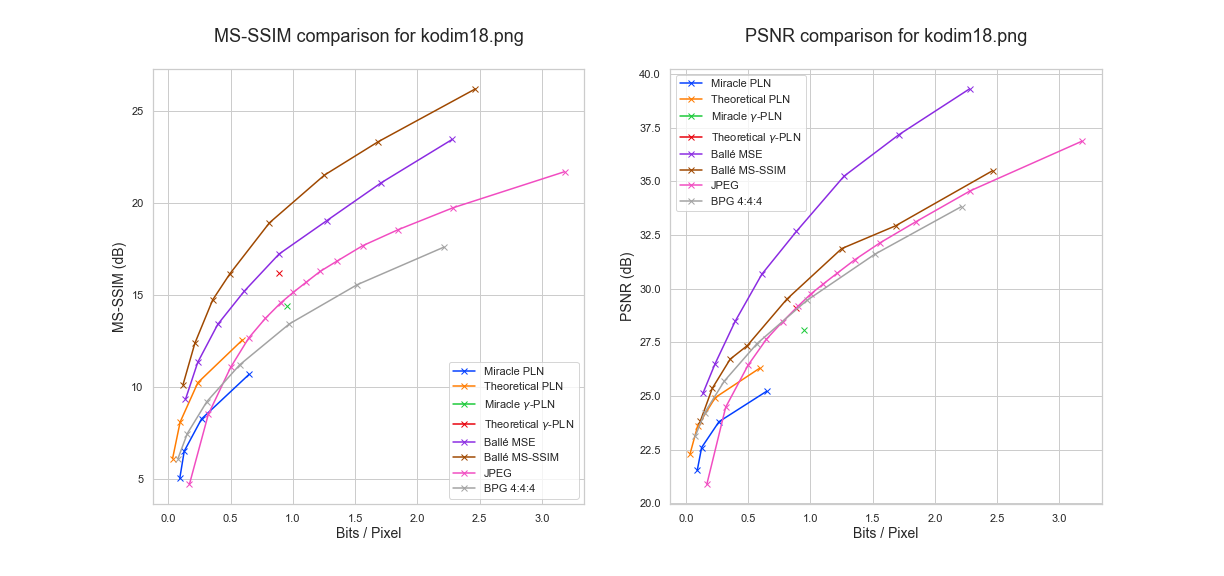 MS-SSIM comparison for kodim18.png
MS-SSIM (dB)
25
20
15
10
5
0.0 0.5 1.0 1.5 2.0 2.5 3.0
Bits / Pixel
Miracle PLN
Theoretical PLN
Miracle γ-PLN
Theoretical γ-PLN
Ballé MSE
Ballé MS-SSIM
JPEG
BPG 4:4:4
PSNR comparison for kodim18.png
PSNR (dB)
40.0
37.5
35.0
32.5
30.0
27.5
25.0
22.5
20.0
0.0 0.5 1.0 1.5 2.0 2.5 3.0
Bits / Pixel
Miracle PLN
Theoretical PLN
Miracle γ-PLN
Theoretical γ-PLN
Ballé MSE
Ballé MS-SSIM
JPEG
BPG 4:4:4